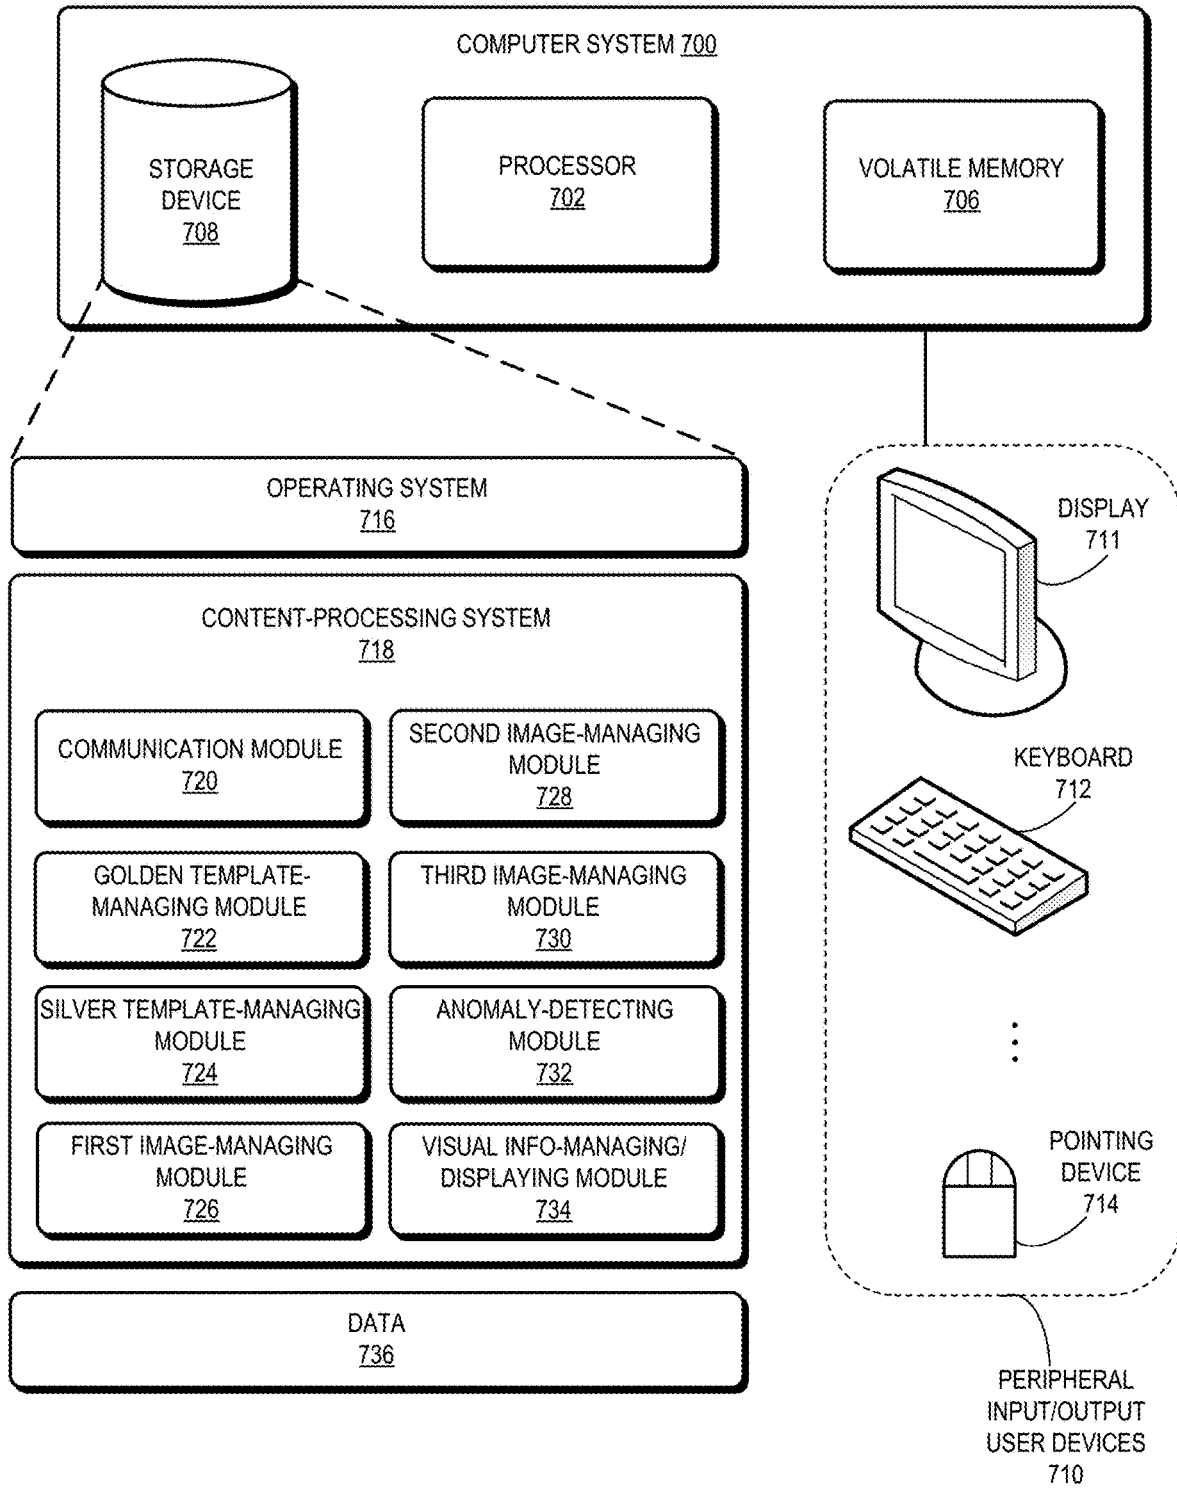 COMPUTER SYSTEM 700
STORAGE
DEVICE
708
PROCESSOR
702
VOLATILE MEMORY
706
OPERATING SYSTEM
716
CONTENT-PROCESSING SYSTEM
718
COMMUNICATION MODULE
720
SECOND IMAGE-MANAGING
MODULE
728
GOLDEN TEMPLATE-
MANAGING MODULE
722
THIRD IMAGE-MANAGING
MODULE
730
SILVER TEMPLATE-MANAGING
MODULE
724
ANOMALY-DETECTING
MODULE
732
FIRST IMAGE-MANAGING
MODULE
726
VISUAL INFO-MANAGING/
DISPLAYING MODULE
734
DATA
736
DISPLAY
711
KEYBOARD
712
POINTING
DEVICE
714
PERIPHERAL
INPUT/OUTPUT
USER DEVICES
710